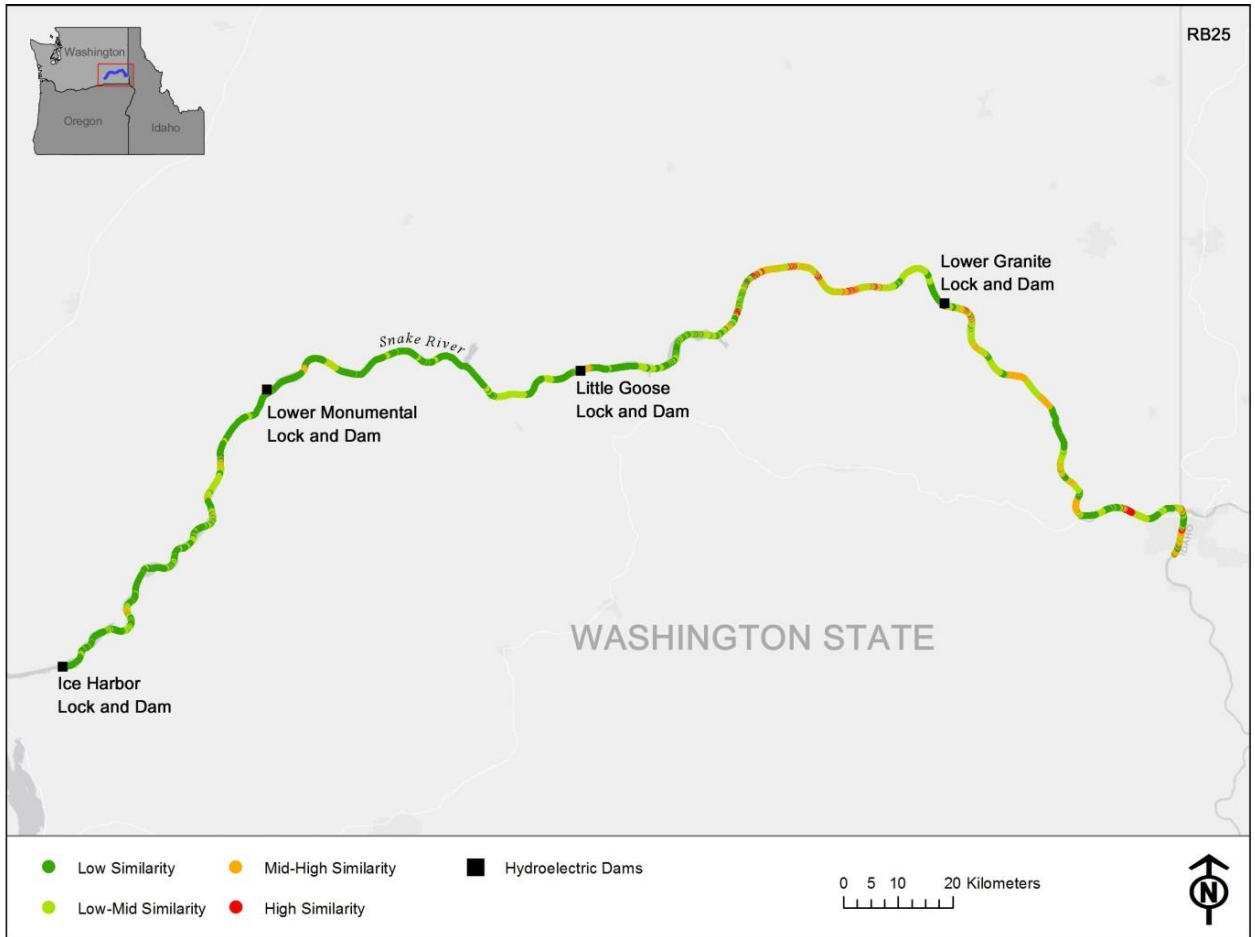 RB25
Washington
Oregon
Idaho
Lower Granite
Lock and Dam
Snake River
Little Goose
Lock and Dam
Lower Monumental
Lock and Dam
IDAHO
WASHINGTON STATE
Ice Harbor
Lock and Dam
Low Similarity
Mid-High Similarity
Hydroelectric Dams
Low-Mid Similarity
High Similarity
0 5 10 20 Kilometers
N